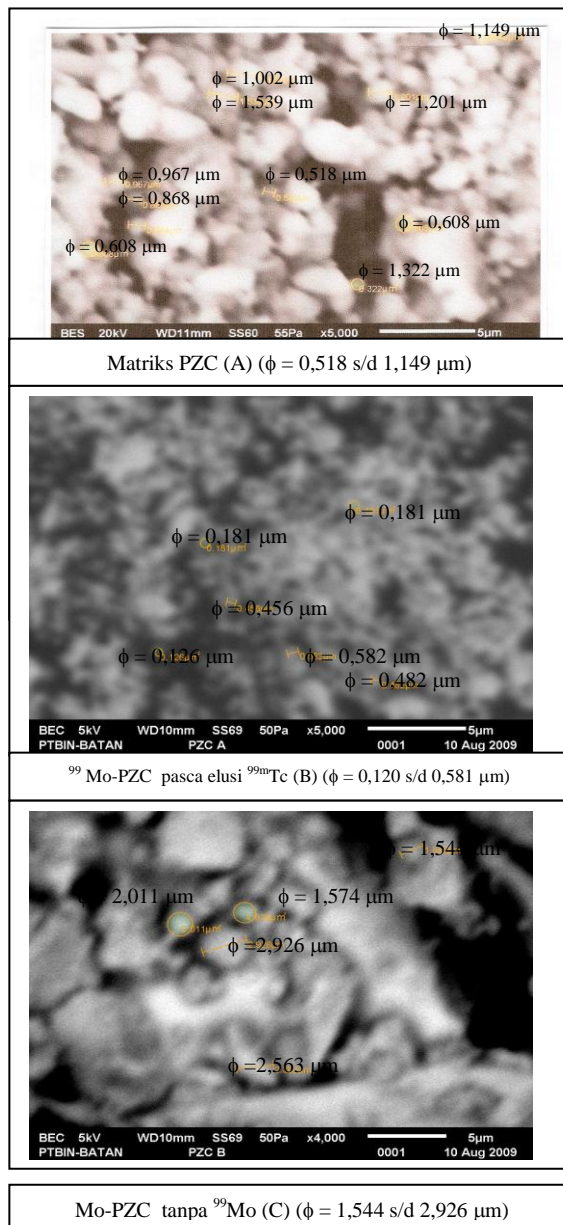 ϕ = 1,149 µm
ϕ = 1,002 µm
ϕ = 1,539 µm
ϕ = 1,201 µm
ϕ = 0,967 µm
ϕ = 0,518 µm
ϕ = 0,868 µm
ϕ = 0,608 µm
ϕ = 0,608 µm
ϕ = 1,322 µm
BES 20kV WD11mm SS60 55Pa x5,000 5µm
Matriks PZC (A) (ϕ = 0,518 s/d 1,149 µm)
ϕ = 0,181 µm
ϕ = 0,181 µm
0.181µm
ϕ = 0,456 µm
ϕ = 0,126 µm
ϕ = 0,582 µm
ϕ = 0,482 µm
BEC 5kV WD10mm SS69 50Pa x5,000 5µm
PTBIN-BATAN PZC A 0001 10 Aug 2009
⁹⁹ Mo-PZC pasca elusi ⁹⁹ᵐTc (B) (ϕ = 0,120 s/d 0,581 µm)
2,011 µm
ϕ = 1,574 µm
ϕ =2,926 µm
ϕ =2,563 µm
BEC 5kV WD10mm SS69 50Pa x4,000 5µm
PTBIN-BATAN PZC B 0001 10 Aug 2009
Mo-PZC tanpa ⁹⁹Mo (C) (ϕ = 1,544 s/d 2,926 µm)